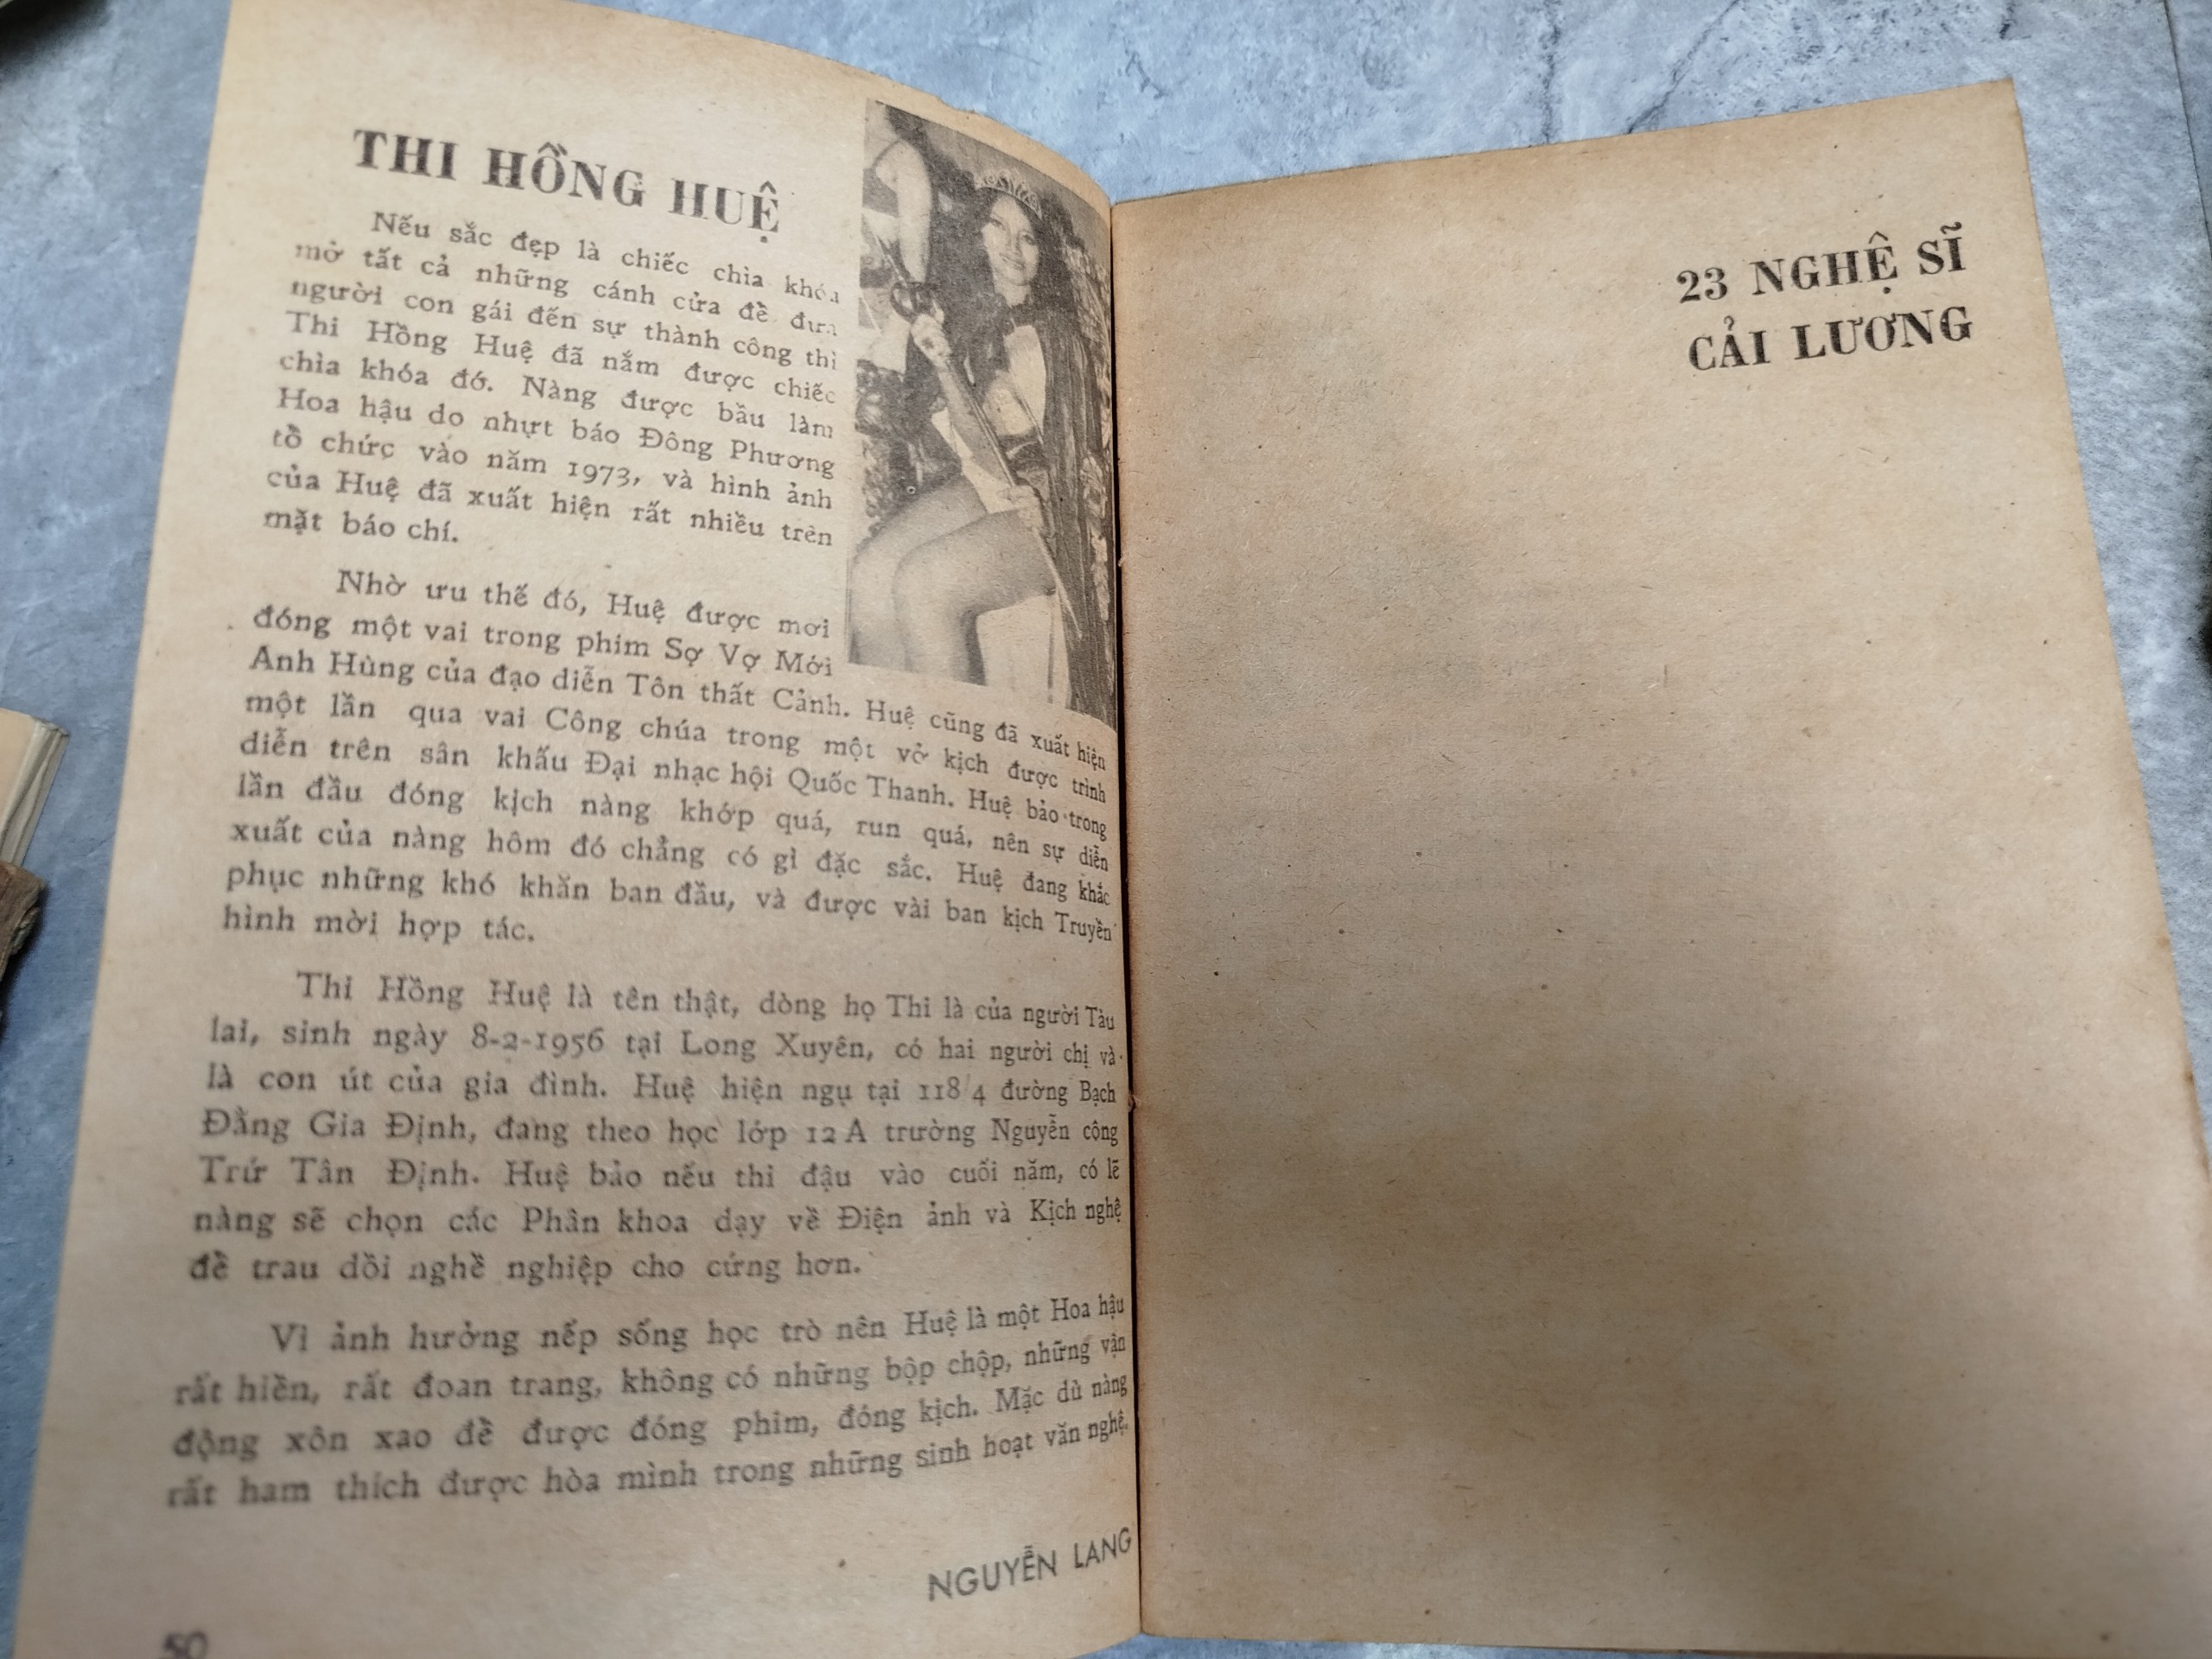 THI HỒNG HUỆ
Nếu sắc đẹp là chiếc chìa khóa
mở tất cả những cánh cửa để đưa
người con gái đến sự thành công thì
Thi Hồng Huệ đã nắm được chiếc
chìa khóa đó. Nàng được bầu làm
Hoa hậu do nhựt báo Đông Phương
tổ chức vào năm 1973, và hình ảnh
của Huệ đã xuất hiện rất nhiều trên
mặt báo chí.
Nhờ ưu thế đó, Huệ được mơi
đóng một vai trong phim Sợ Vợ Mới
Anh Hùng của đạo diễn Tôn thất Cảnh. Huệ cũng đã xuất hiện
một lần qua vai Công chúa trong một vở kịch được trình
diễn trên sân khấu Đại nhạc hội Quốc Thanh. Huệ bảo trong
lần đầu đóng kịch nàng khớp quá, run quá, nên sự diễn
xuất của nàng hôm đó chẳng có gì đặc sắc. Huệ đang khắc
phục những khó khăn ban đầu, và được vài ban kịch Truyền
hình mời hợp tác.
Thi Hồng Huệ là tên thật, dòng họ Thi là của người Tàu
lai, sinh ngày 8-2-1956 tại Long Xuyên, có hai người chị và
là con út của gia đình. Huệ hiện ngụ tại 118/4 đường Bạch
Đằng Gia Định, đang theo học lớp 12A trường Nguyễn công
Trứ Tân Định. Huệ bảo nếu thi đậu vào cuối năm, có lẽ
nàng sẽ chọn các Phân khoa dạy về Điện ảnh và Kịch nghệ
để trau dồi nghề nghiệp cho cứng hơn.
Vì ảnh hưởng nếp sống học trò nên Huệ là một Hoa hậu
rất hiền, rất đoan trang, không có những bộp chộp, những vận
động xôn xao để được đóng phim, đóng kịch. Mặc dù nàng
rất ham thích được hòa mình trong những sinh hoạt văn nghệ.
NGUYỄN LANG
50
23 NGHỆ SĨ
CẢI LƯƠNG